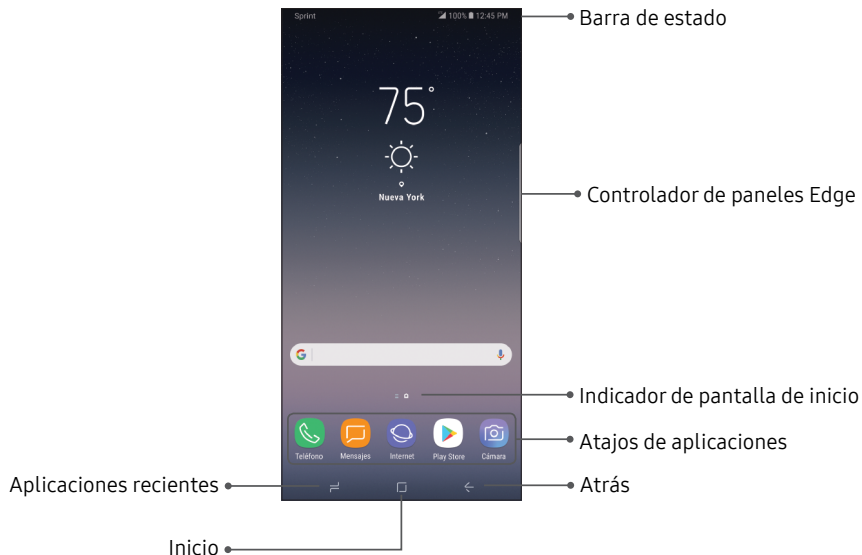 Sprint 100% 12:45 PM
Barra de estado
75°
Nueva York
Controlador de paneles Edge
G
Indicador de pantalla de inicio
Teléfono Mensajes Internet Play Store Cámara
Atajos de aplicaciones
Aplicaciones recientes
Atrás
Inicio